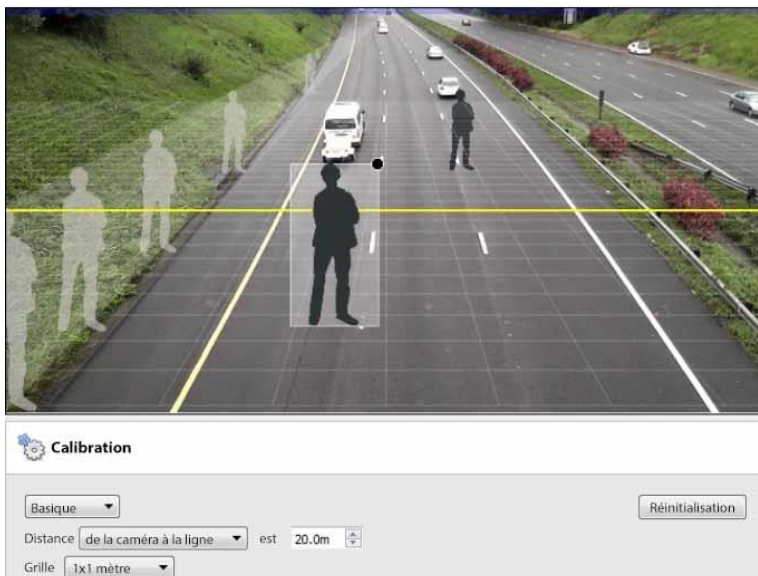 Calibration
Basique
Réinitialisation
Distance de la caméra à la ligne est 20.0m
Grille 1x1 mètre